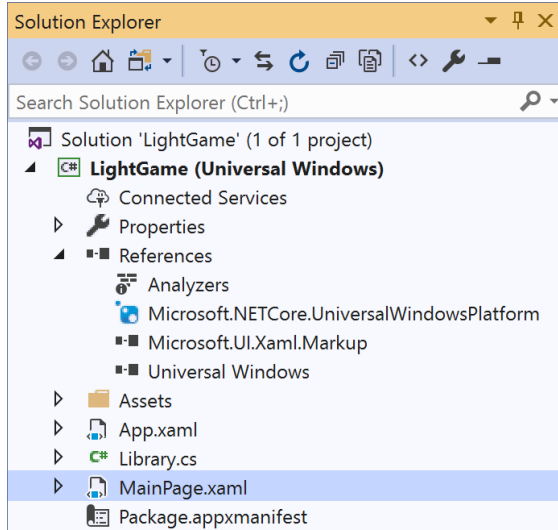 Solution Explorer
Search Solution Explorer (Ctrl+;)
Solution 'LightGame' (1 of 1 project)
C# LightGame (Universal Windows)
Connected Services
Properties
References
Analyzers
Microsoft.NETCore.UniversalWindowsPlatform
Microsoft.UI.Xaml.Markup
Universal Windows
Assets
App.xaml
C# Library.cs
MainPage.xaml
Package.appxmanifest